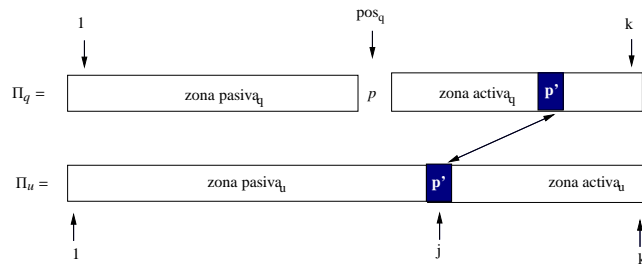 1 pos_q k
Π_q = zona pasiva_q p zona activa_q p'
Π_u = zona pasiva_u p' zona activa_u
1 j k